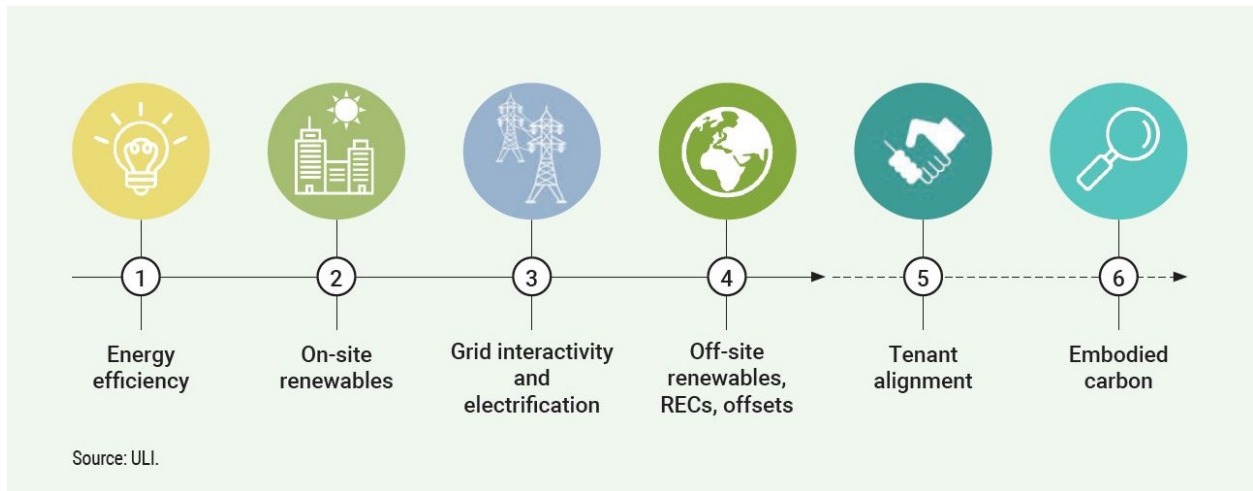 1
2
3
4
5
6
Energy
efficiency
On-site
renewables
Grid interactivity
and
electrification
Off-site
renewables,
RECs, offsets
Tenant
alignment
Embodied
carbon
Source: ULI.